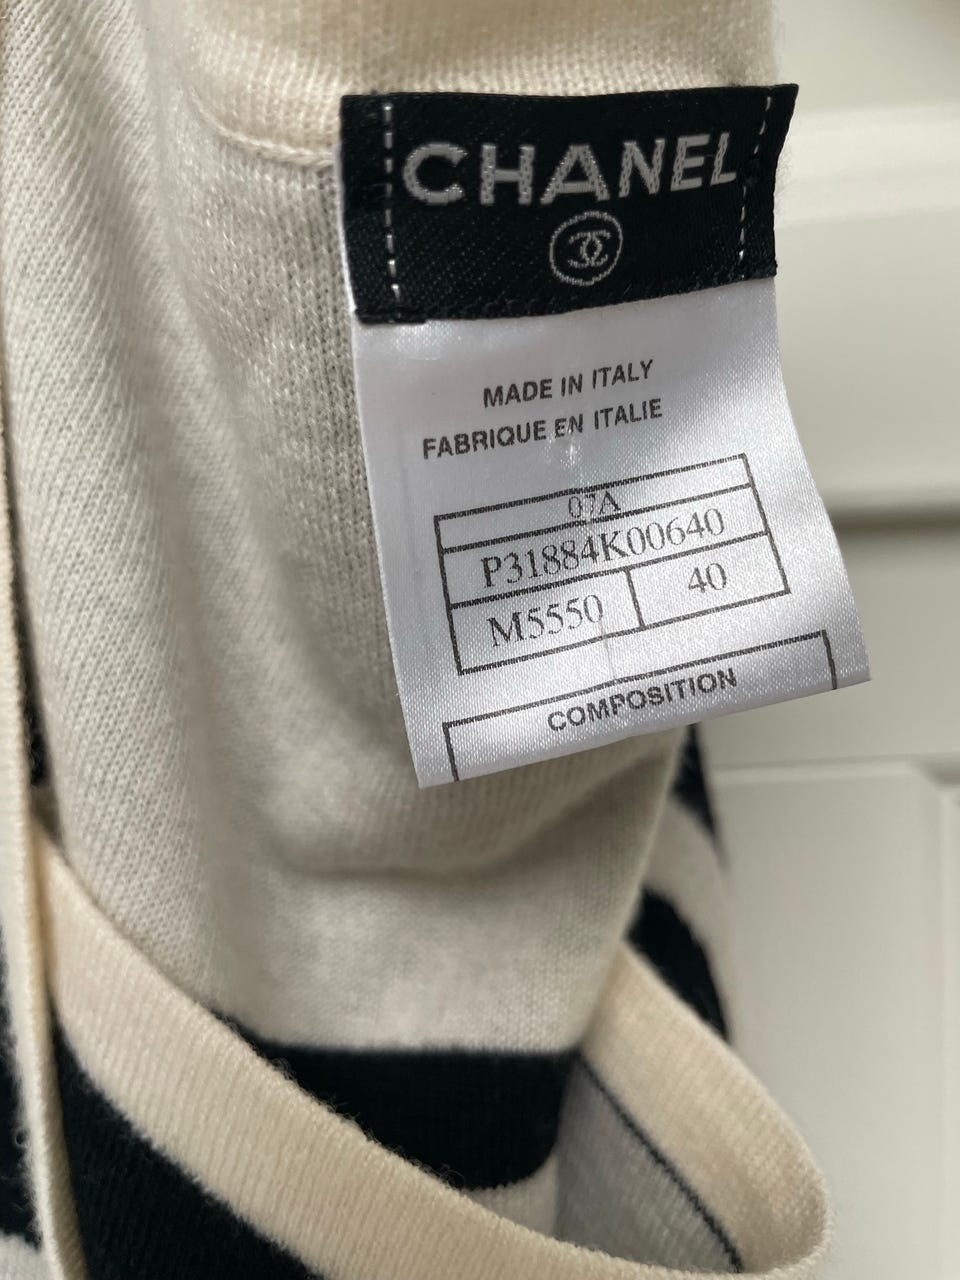 CHANEL
MADE IN ITALY
FABRIQUE EN ITALIE
07A
P31884K00640
M5550 40
COMPOSITION